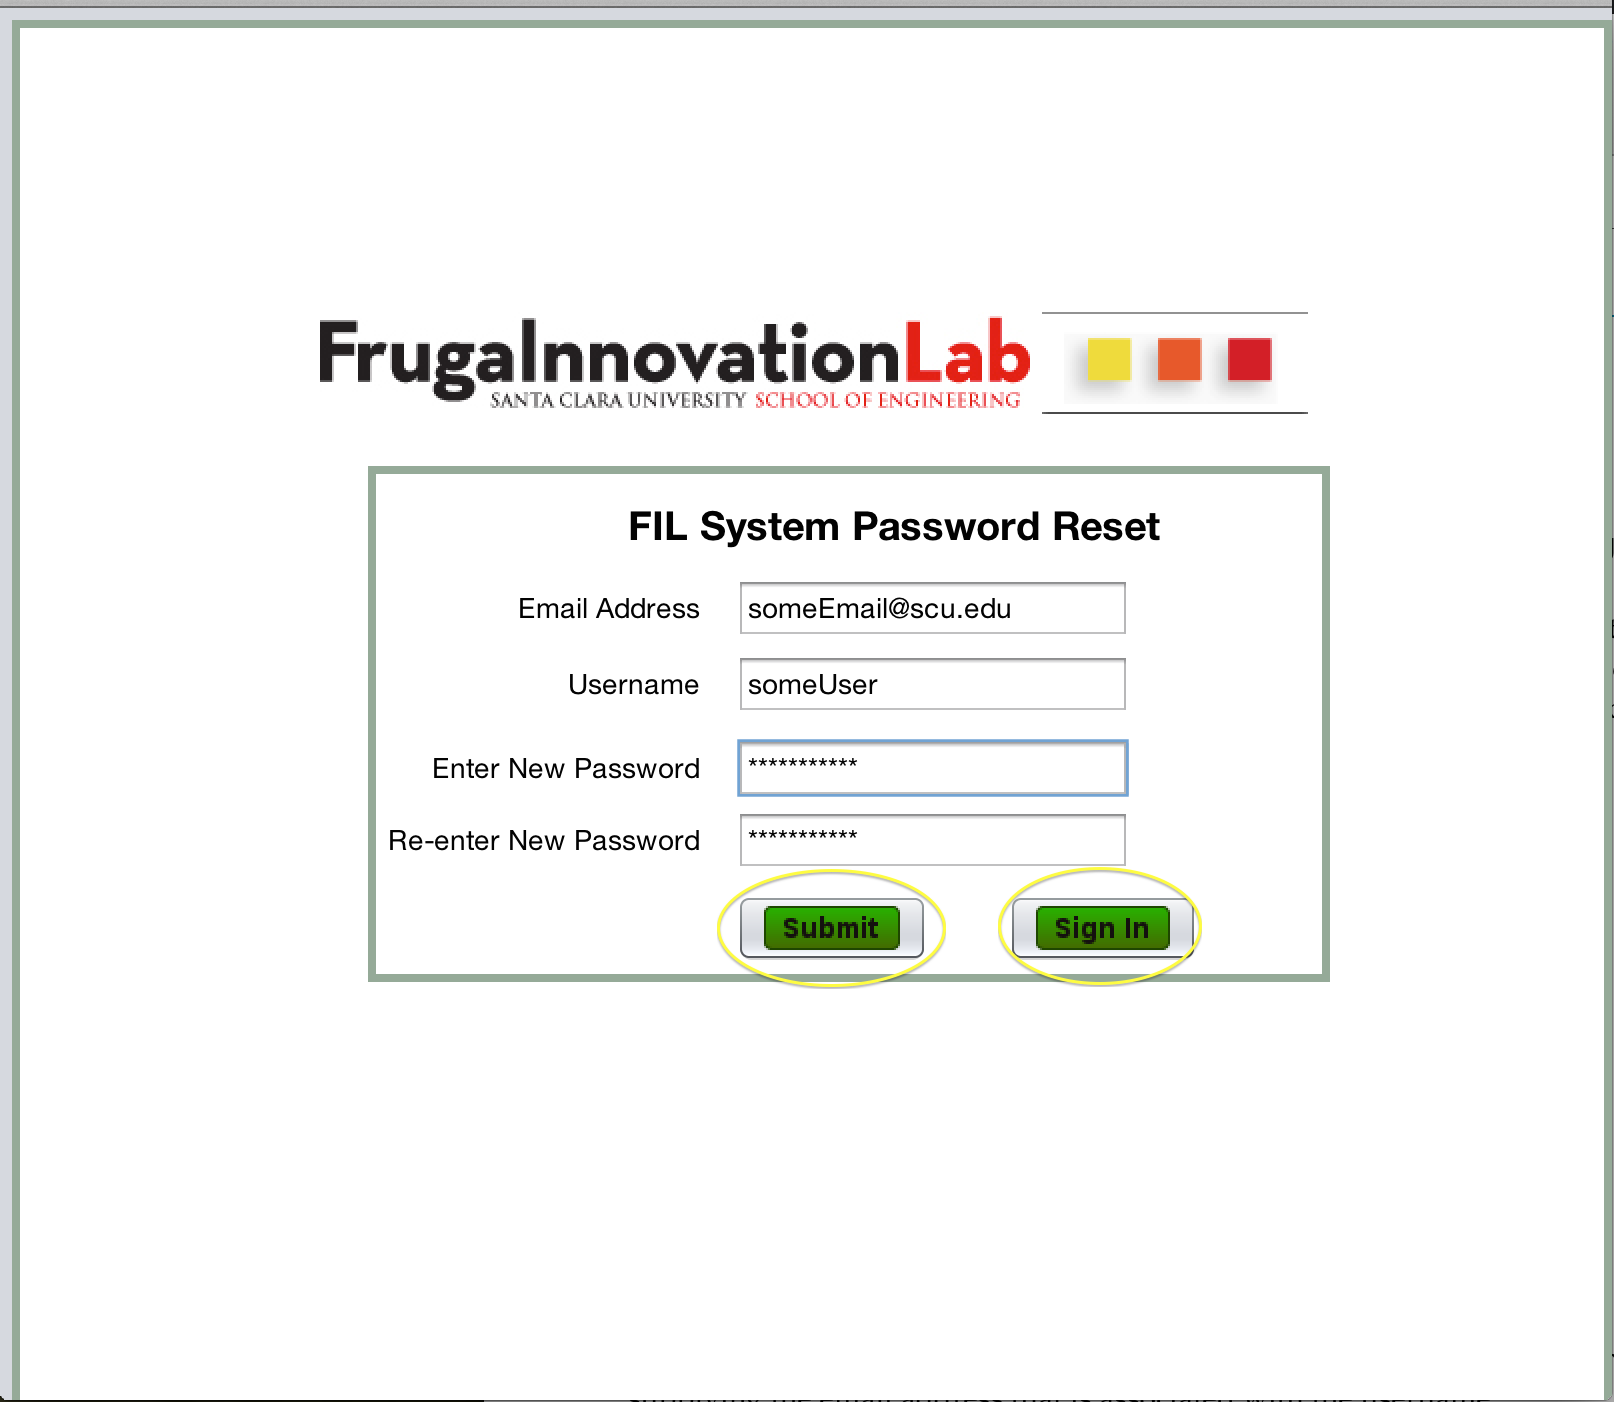 FrugalInnovationLab
SANTA CLARA UNIVERSITY SCHOOL OF ENGINEERING
FIL System Password Reset
Email Address someEmail@scu.edu
Username someUser
Enter New Password ***********
Re-enter New Password ***********
Submit Sign In